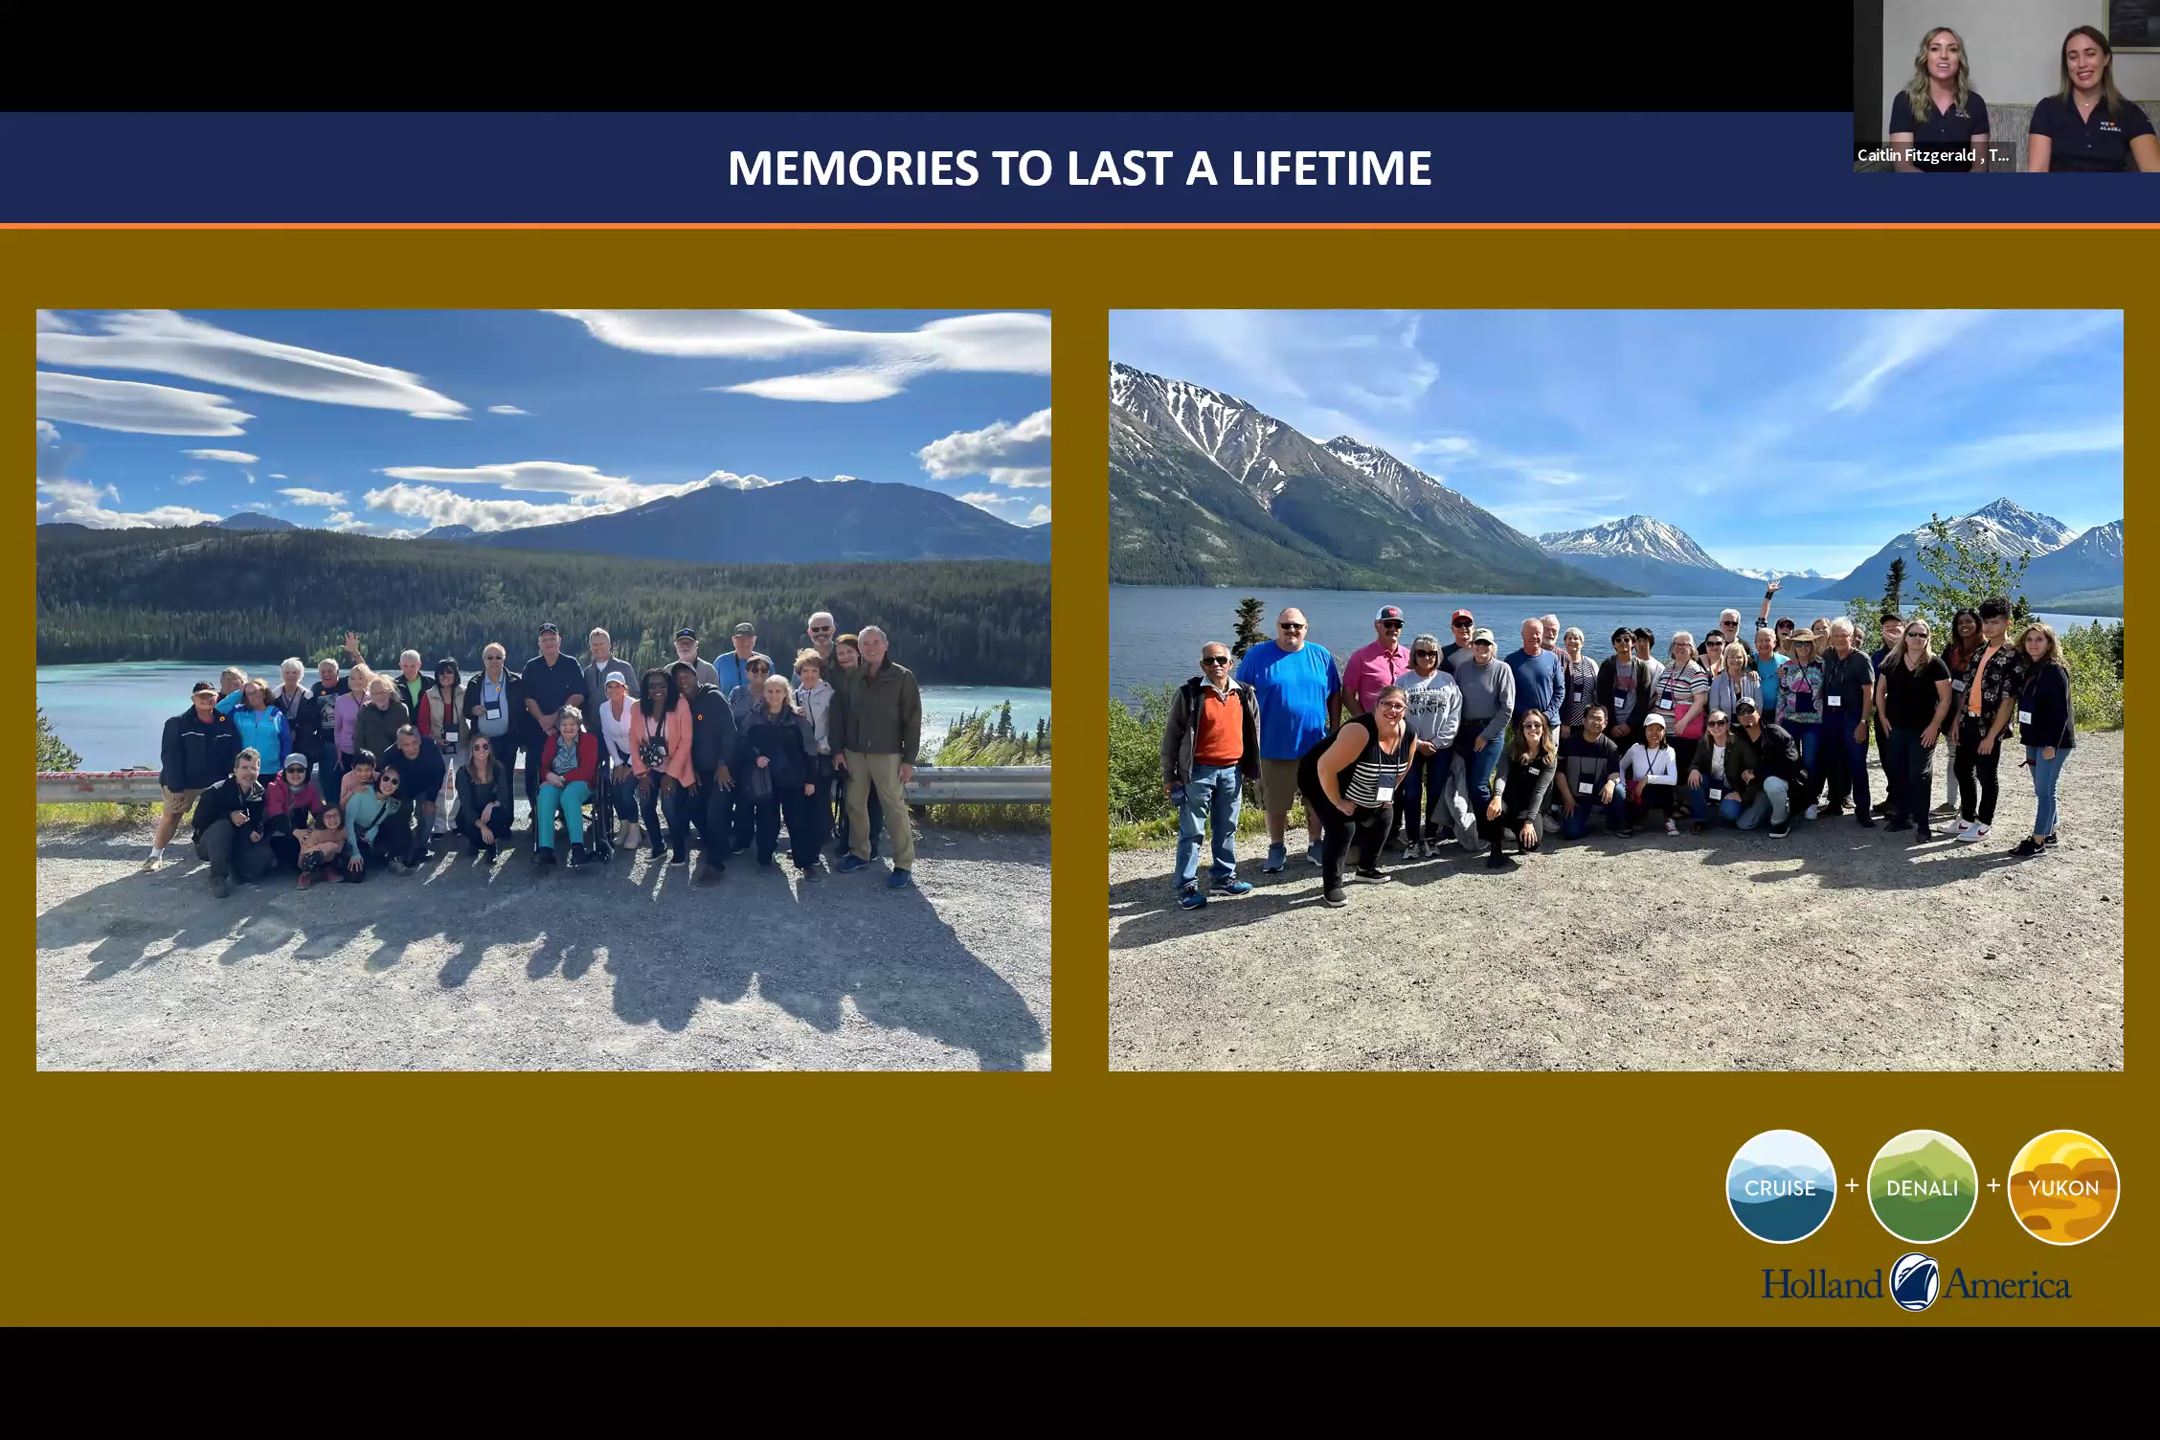 Caitlin Fitzgerald , T...
MEMORIES TO LAST A LIFETIME
CRUISE + DENALI + YUKON
Holland America